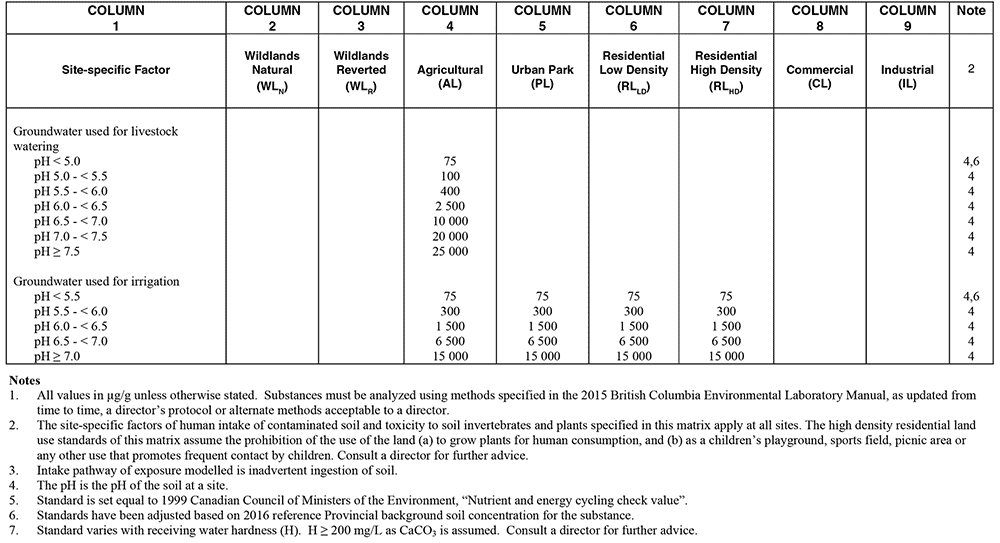 COLUMN COLUMN COLUMN COLUMN COLUMN COLUMN COLUMN COLUMN COLUMN Note
1 2 3 4 5 6 7 8 9
Wildlands Wildlands Residential Residential
Site-specific Factor Natural Reverted Agricultural Urban Park Low Density High Density Commercial Industrial 2
(WLN) (WLR) (AL) (PL) (RLLD) (RLHD) (CL) (IL)
Groundwater used for livestock
watering
pH < 5.0 75 4,6
pH 5.0 - < 5.5 100 4
pH 5.5 - < 6.0 400 4
pH 6.0 - < 6.5 2 500 4
pH 6.5 - < 7.0 10 000 4
pH 7.0 - < 7.5 20 000 4
pH ≥ 7.5 25 000 4
Groundwater used for irrigation
pH < 5.5 75 75 75 75 4,6
pH 5.5 - < 6.0 300 300 300 300 4
pH 6.0 - < 6.5 1 500 1 500 1 500 1 500 4
pH 6.5 - < 7.0 6 500 6 500 6 500 6 500 4
pH ≥ 7.0 15 000 15 000 15 000 15 000 4
Notes
1. All values in µg/g unless otherwise stated. Substances must be analyzed using methods specified in the 2015 British Columbia Environmental Laboratory Manual, as updated from
time to time, a director's protocol or alternate methods acceptable to a director.
2. The site-specific factors of human intake of contaminated soil and toxicity to soil invertebrates and plants specified in this matrix apply at all sites. The high density residential land
use standards of this matrix assume the prohibition of the use of the land (a) to grow plants for human consumption, and (b) as a children's playground, sports field, picnic area or
any other use that promotes frequent contact by children. Consult a director for further advice.
3. Intake pathway of exposure modelled is inadvertent ingestion of soil.
4. The pH is the pH of the soil at a site.
5. Standard is set equal to 1999 Canadian Council of Ministers of the Environment, "Nutrient and energy cycling check value".
6. Standards have been adjusted based on 2016 reference Provincial background soil concentration for the substance.
7. Standard varies with receiving water hardness (H). H ≥ 200 mg/L as CaCO3 is assumed. Consult a director for further advice.